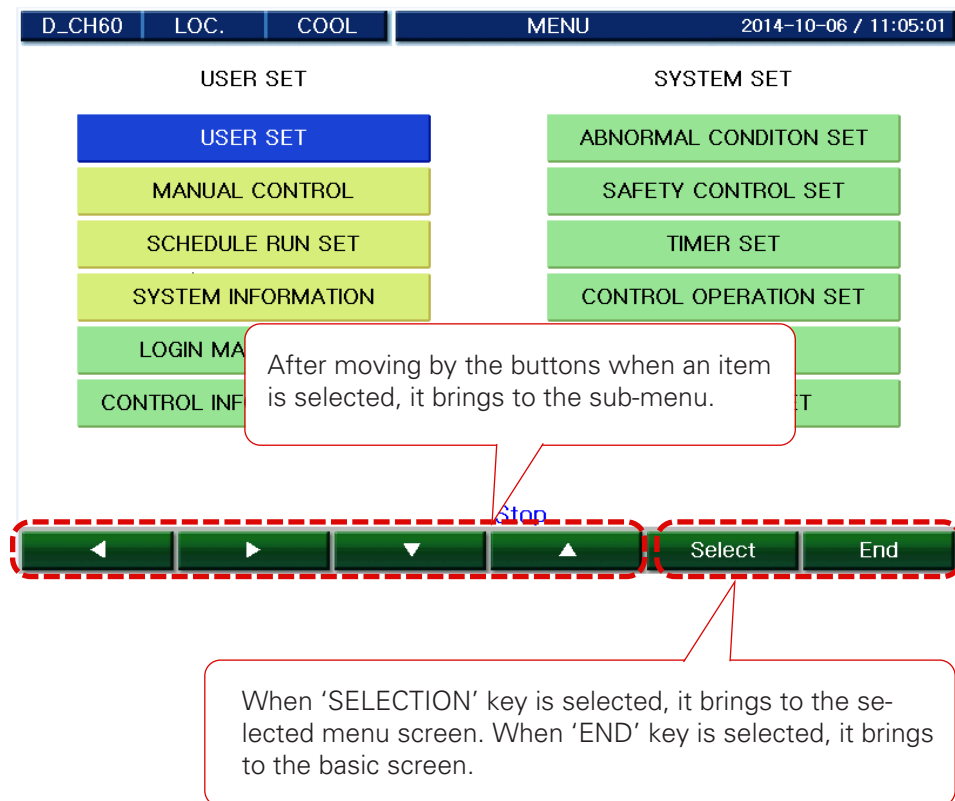 D_CH60 LOC. COOL MENU 2014-10-06 / 11:05:01
USER SET SYSTEM SET
USER SET ABNORMAL CONDITON SET
MANUAL CONTROL SAFETY CONTROL SET
SCHEDULE RUN SET TIMER SET
SYSTEM INFORMATION CONTROL OPERATION SET
LOGIN
CONTROL
After moving by the buttons when an item
is selected, it brings to the sub-menu.
Stop
◀ ▶ ▼ ▲ Select End
When ‘SELECTION’ key is selected, it brings to the se-
lected menu screen. When ‘END’ key is selected, it brings
to the basic screen.